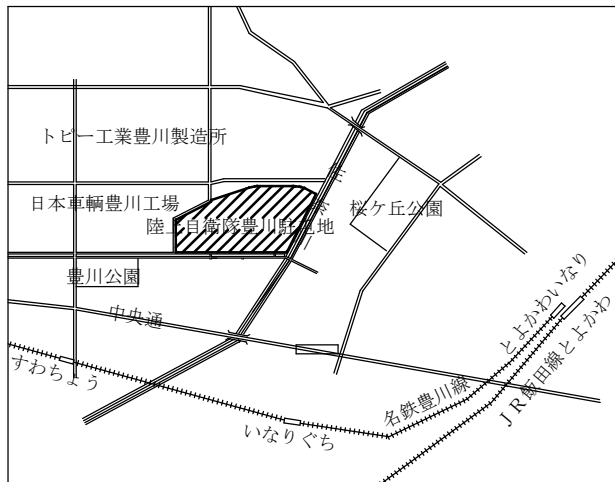 トピー工業豊川製造所
日本車輌豊川工場
陸上自衛隊豊川駐屯地
桜ケ丘公園
豊川公園
中央通
とよかわいなり
すわちょう
名鉄豊川線
JR飯田線とよかわ
いなりぐち